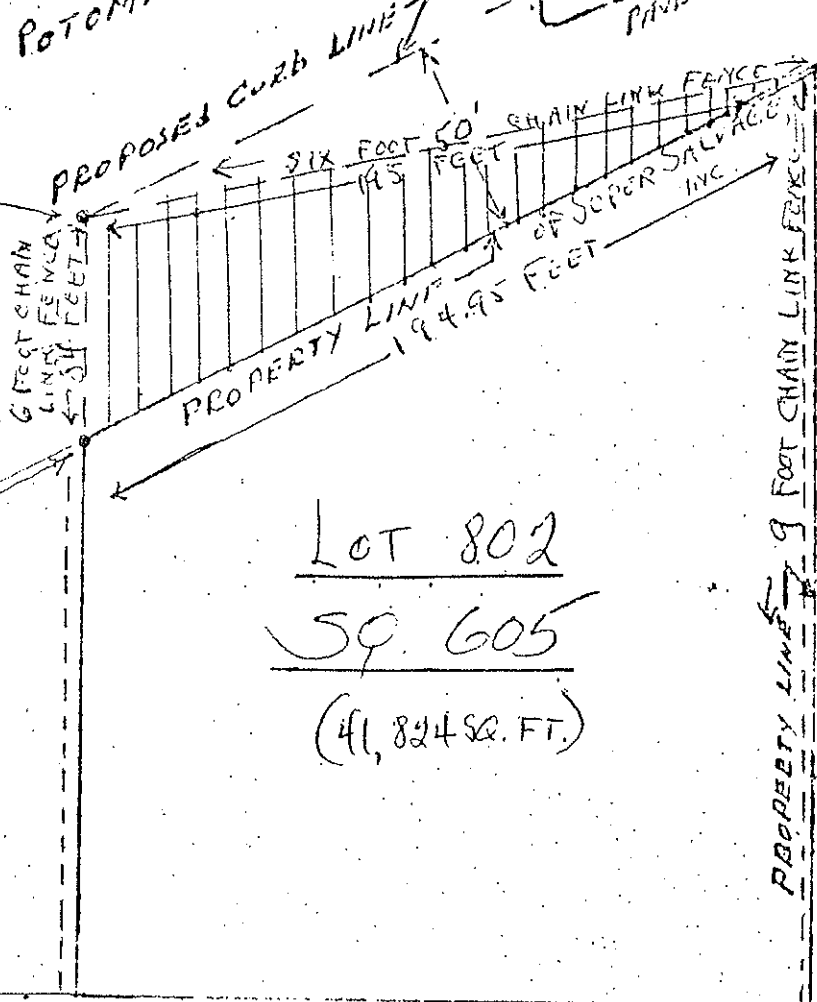 POTOM
PROPOSED CURB LINE
50'
SIX FOOT CHAIN LINK FENCE
195 FEET
6 FOOT CHAIN
LINK FENCE
54 FEET
PROPERTY LINE OF SUPER SALVAGE, INC.
194.95 FEET
LOT 802
SQ. 605
(41,824 SQ. FT.)
PROPERTY LINE 9 FOOT CHAIN LINK FENCE